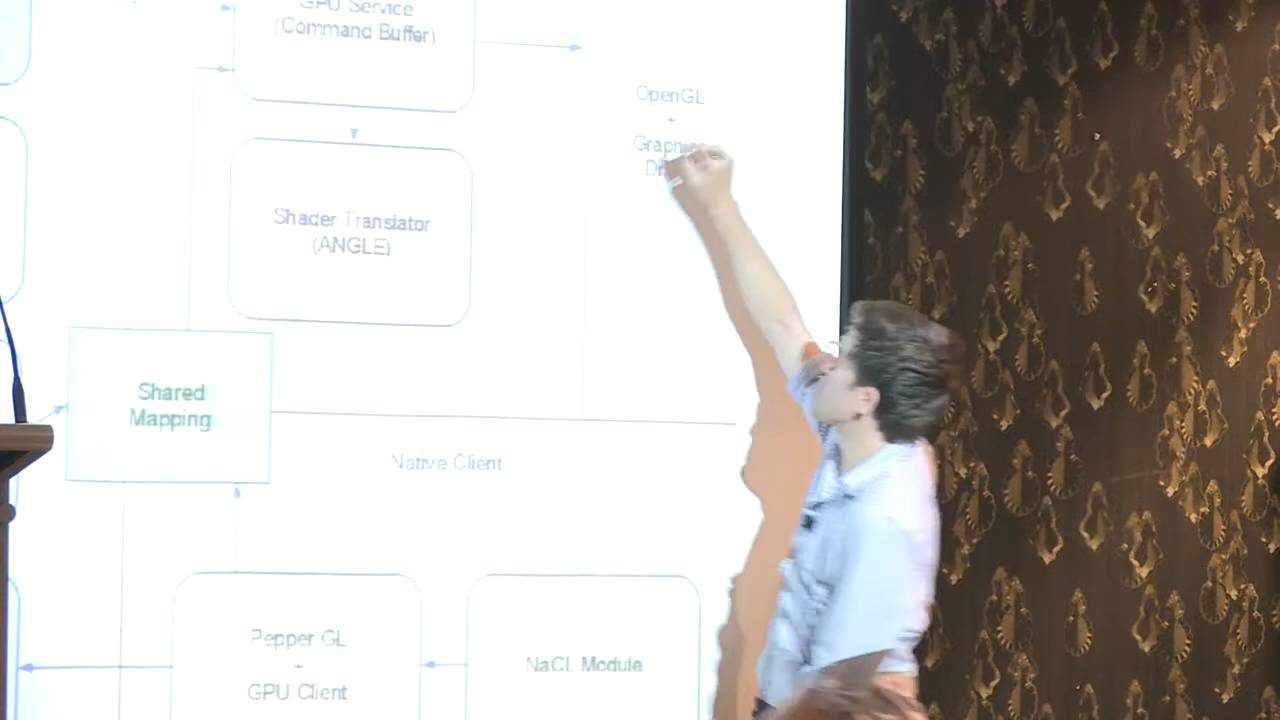 GPU Service
(Command Buffer)
OpenGL
+
Shader Translator
(ANGLE)
Shared
Mapping
Native Client
Pepper GL
+
GPU Client
NaCL Module